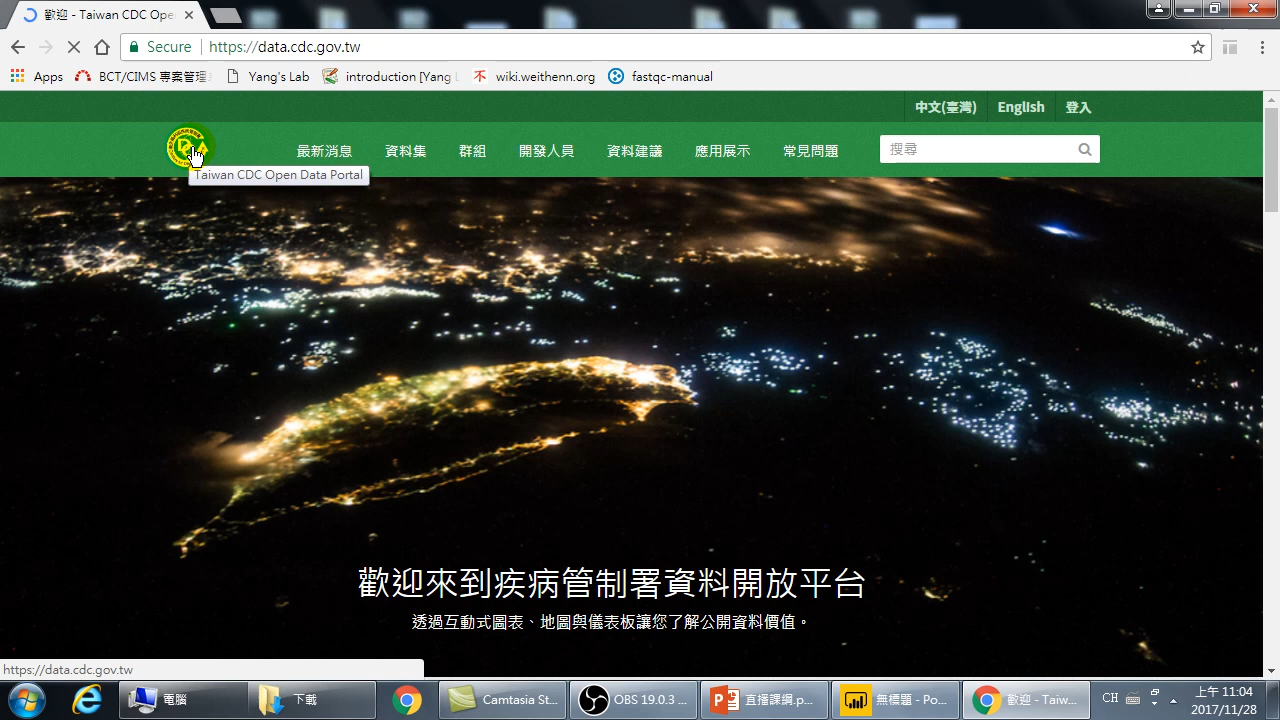 歡迎 - Taiwan CDC Ope
Secure https://data.cdc.gov.tw
Apps BCT/CIMS 專案管理 Yang's Lab introduction [Yang wiki.weithenn.org fastqc-manual
中文(臺灣) English 登入
最新消息 資料集 群組 開發人員 資料建議 應用展示 常見問題 搜尋
Taiwan CDC Open Data Portal
歡迎來到疾病管制署資料開放平台
透過互動式圖表、地圖與儀表板讓您了解公開資料價值。
https://data.cdc.gov.tw
電腦 下載 Camtasia St... OBS 19.0.3 ... 直播課綱.p... 無標題 - Po... 歡迎 - Taiw... CH 上午 11:04
2017/11/28